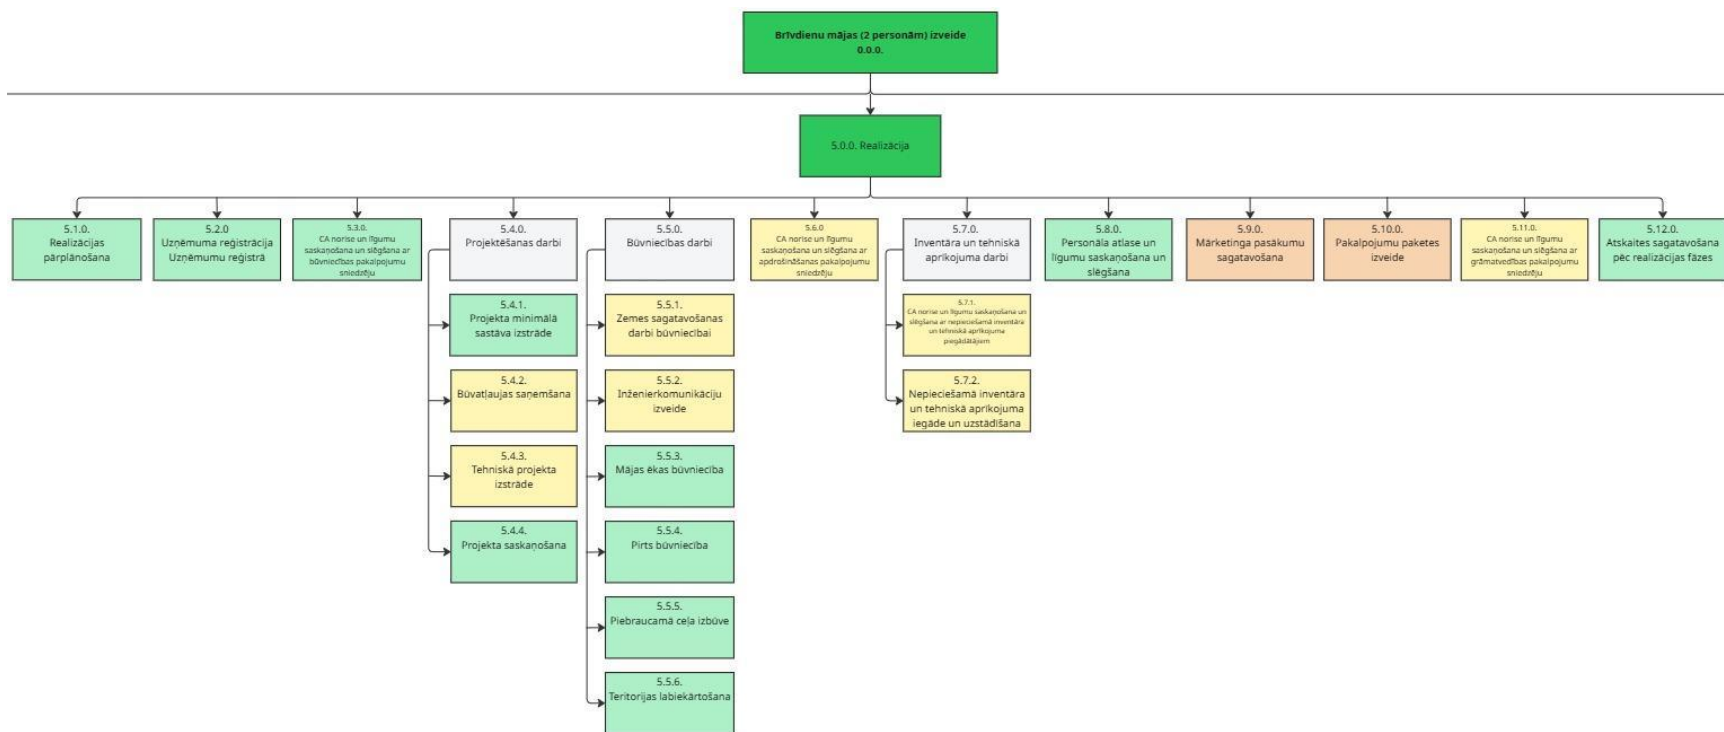 Brīvdienu mājas (2 personām) izveide
0.0.0.
5.0.0. Realizācija
5.1.0.
Realizācijas
pārplānošana
5.2.0
Uzņēmuma reģistrācija
Uzņēmumu reģistrā
5.3.0.
CA norise un līgumu
saskaņošana un slēgšana ar
būvniecības pakalpojumu
sniedzēju
5.4.0.
Projektēšanas darbi
5.5.0.
Būvniecības darbi
5.6.0
CA norise un līgumu
saskaņošana un slēgšana ar
apdrošināšanas pakalpojumu
sniedzēju
5.7.0.
Inventāra un tehniskā
aprīkojuma darbi
5.8.0.
Personāla atlase un
līgumu saskaņošana un
slēgšana
5.9.0.
Mārketinga pasākumu
sagatavošana
5.10.0.
Pakalpojumu paketes
izveide
5.11.0.
CA norise un līgumu
saskaņošana un slēgšana ar
grāmatvedības pakalpojumu
sniedzēju
5.12.0.
Atskaites sagatavošana
pēc realizācijas fāzes
5.4.1.
Projekta minimālā
sastāva izstrāde
5.4.2.
Būvatļaujas saņemšana
5.4.3.
Tehniskā projekta
izstrāde
5.4.4.
Projekta saskaņošana
5.5.1.
Zemes sagatavošanas
darbi būvniecībai
5.5.2.
Inženierkomunikāciju
izveide
5.5.3.
Mājas ēkas būvniecība
5.5.4.
Pirts būvniecība
5.5.5.
Piebraucamā ceļa izbūve
5.5.6.
Teritorijas labiekārtošana
5.7.1.
CA norise un līgumu saskaņošana un
slēgšana ar nepieciešamā inventāra
un tehniskā aprīkojuma
piegādātājiem
5.7.2.
Nepieciešamā inventāra
un tehniskā aprīkojuma
iegāde un uzstādīšana